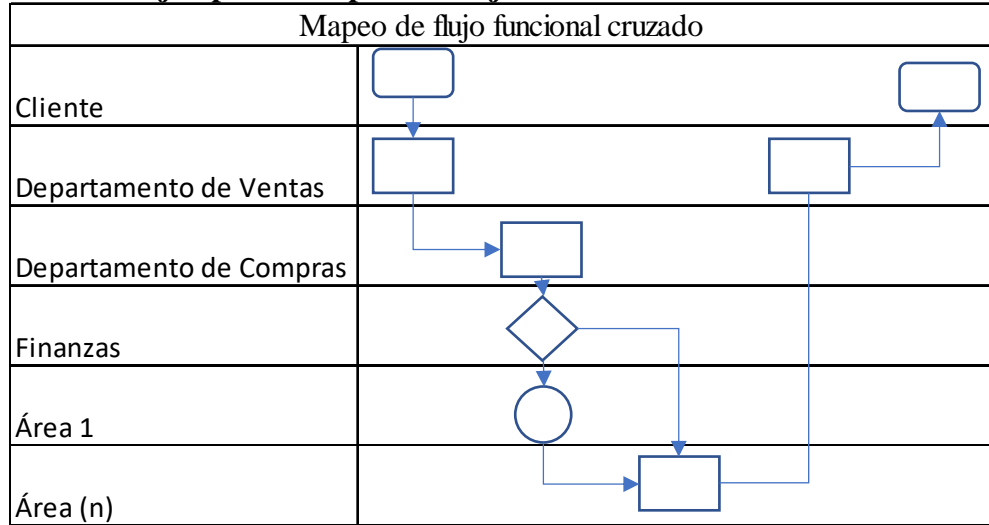 Mapeo de flujo funcional cruzado
Cliente
Departamento de Ventas
Departamento de Compras
Finanzas
Área 1
Área (n)